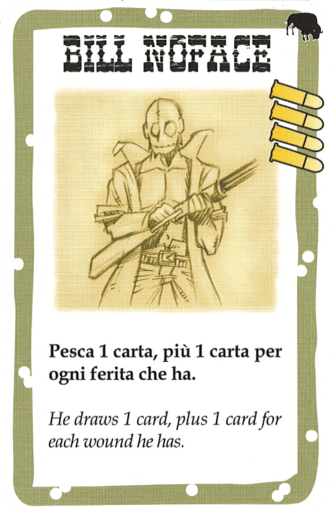 BILL NOFACE
Pesca 1 carta, più 1 carta per
ogni ferita che ha.
He draws 1 card, plus 1 card for
each wound he has.